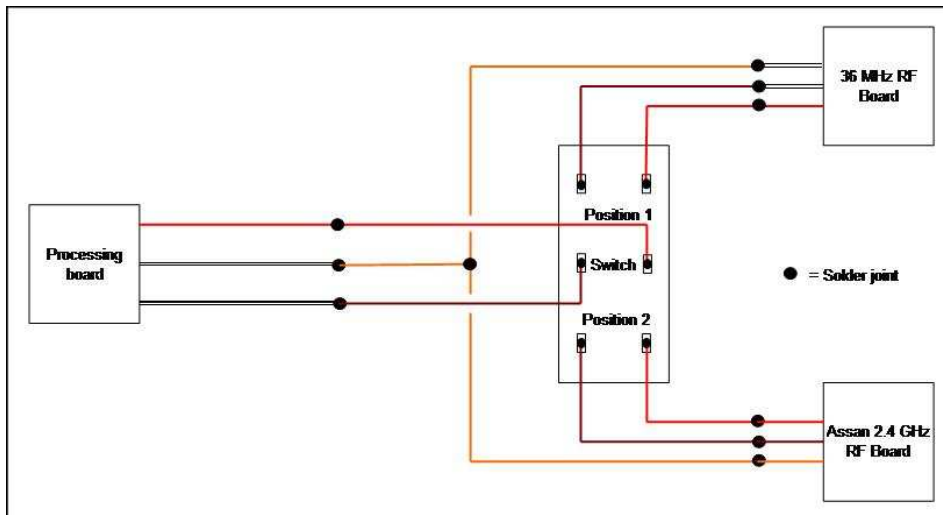 36 MHz RF
Board
Position 1
Processing
board
Switch
= Solder joint
Position 2
Assan 2.4 GHz
RF Board